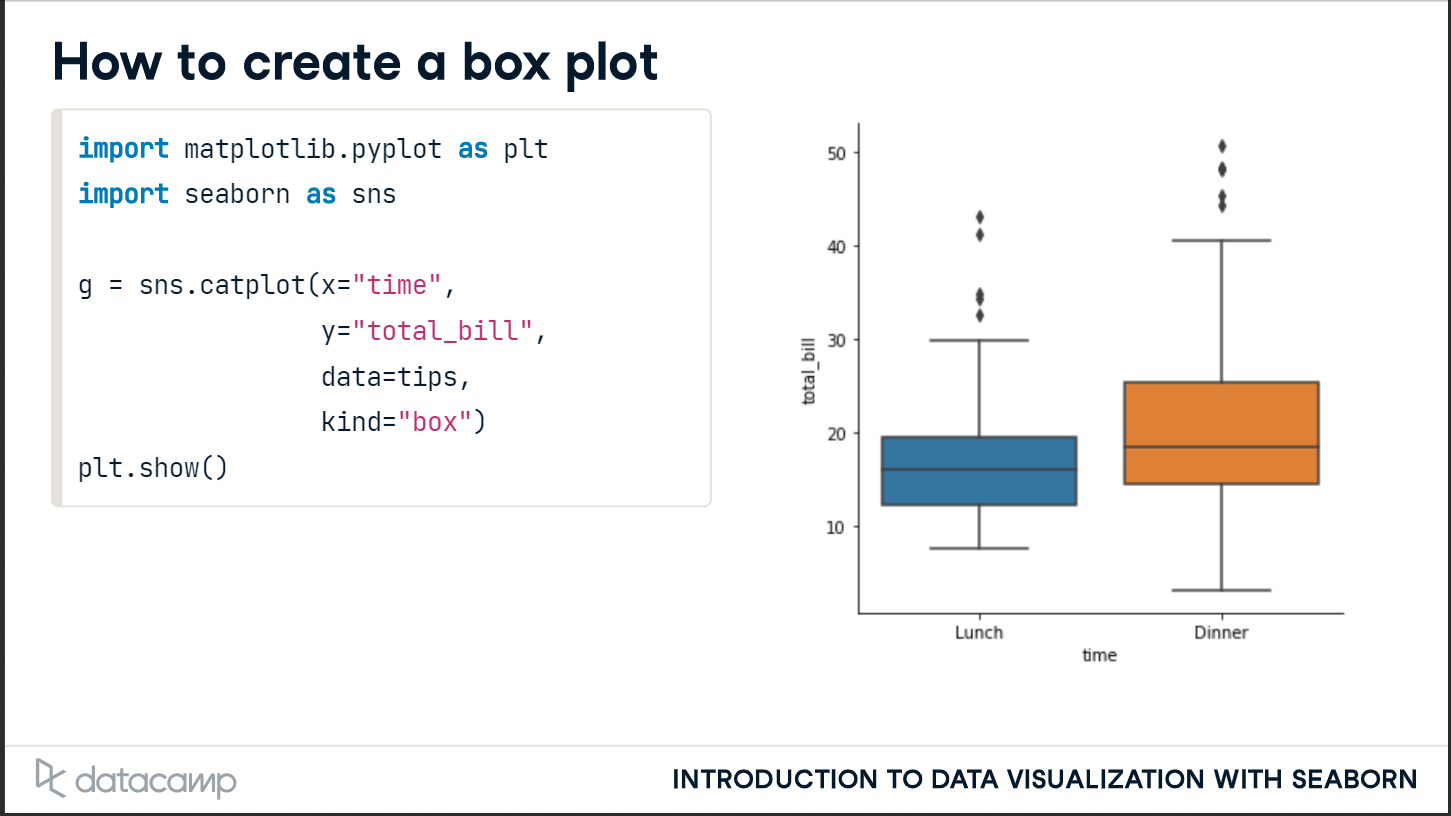 How to create a box plot
import matplotlib.pyplot as plt
import seaborn as sns
g = sns.catplot(x="time",
y="total_bill",
data=tips,
kind="box")
plt.show()
50
40
30
20
10
total_bill
Lunch
Dinner
time
datacamp
INTRODUCTION TO DATA VISUALIZATION WITH SEABORN